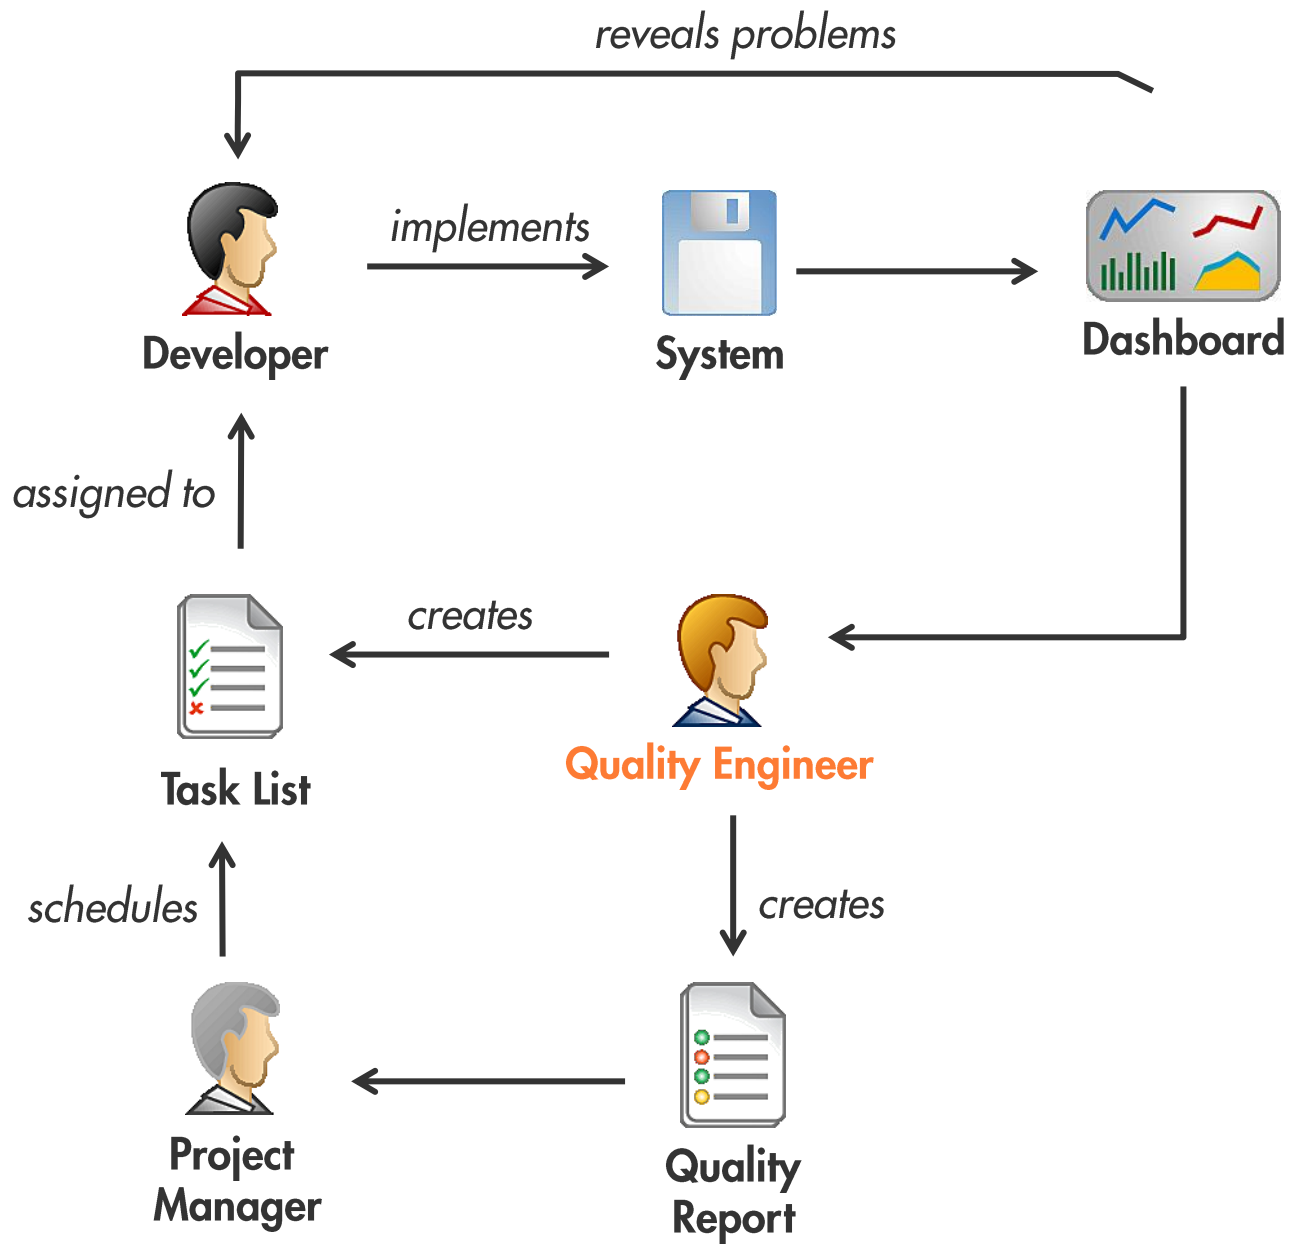 reveals problems
implements
Developer
System
Dashboard
assigned to
creates
Task List
Quality Engineer
schedules
creates
Project
Manager
Quality
Report